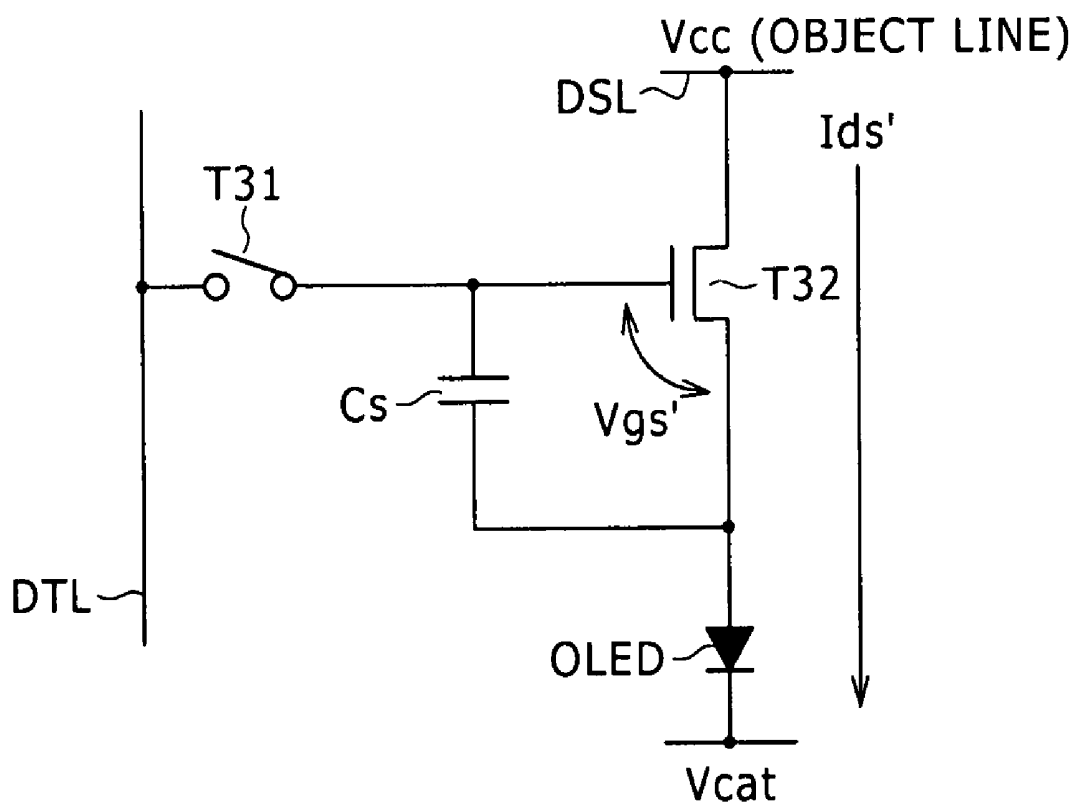 Vcc (OBJECT LINE)
DSL
Ids'
T31
T32
Cs
Vgs'
DTL
OLED
Vcat